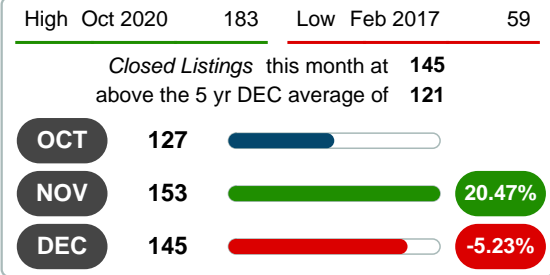 High Oct 2020 183 Low Feb 2017 59
Closed Listings this month at 145
above the 5 yr DEC average of 121
OCT 127
NOV 153 20.47%
DEC 145 -5.23%